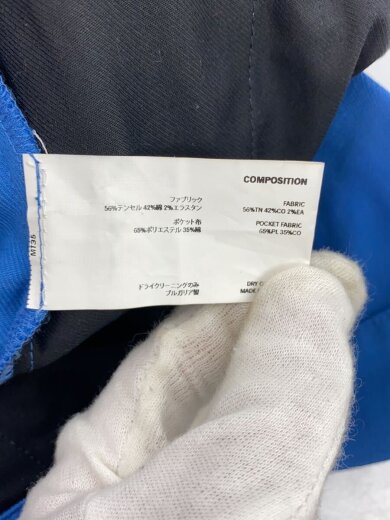 COMPOSITION
ファブリック
56%テンセル 42%綿 2%エラスタン
ポケット布
65%ポリエステル 35%綿
FABRIC
56%TN 42%CO 2%EA
POCKET FABRIC
65%PL 35%CO
ドライクリーニングのみ
ブルガリア製
DRY
MADE
M135